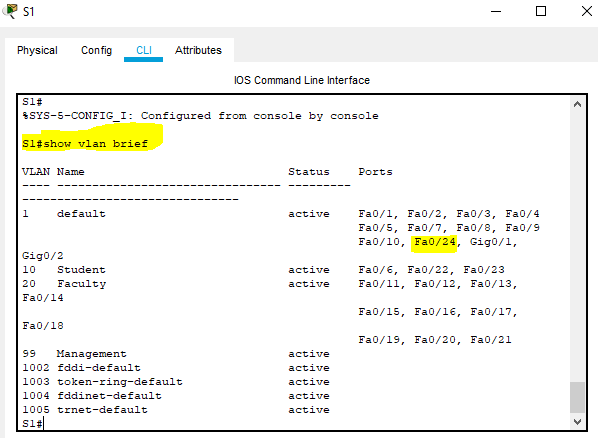 S1
Physical Config CLI Attributes
IOS Command Line Interface
S1#
%SYS-5-CONFIG_I: Configured from console by console
S1#show vlan brief
VLAN Name Status Ports
---- -------------------------------- ---------
-------------------------------
1 default active Fa0/1, Fa0/2, Fa0/3, Fa0/4
Fa0/5, Fa0/7, Fa0/8, Fa0/9
Fa0/10, Fa0/24, Gig0/1,
Gig0/2
10 Student active Fa0/6, Fa0/22, Fa0/23
20 Faculty active Fa0/11, Fa0/12, Fa0/13,
Fa0/14
Fa0/15, Fa0/16, Fa0/17,
Fa0/18
Fa0/19, Fa0/20, Fa0/21
99 Management active
1002 fddi-default active
1003 token-ring-default active
1004 fddinet-default active
1005 trnet-default active
S1#